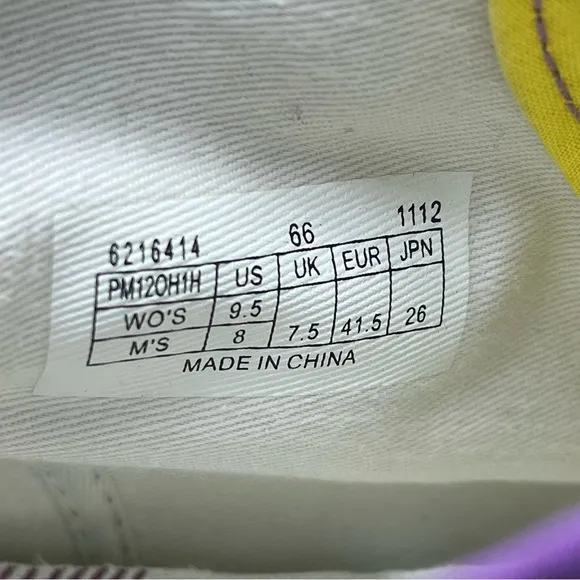 6216414 66 1112
PM120H1H US UK EUR JPN
WO'S 9.5
M'S 8 7.5 41.5 26
MADE IN CHINA